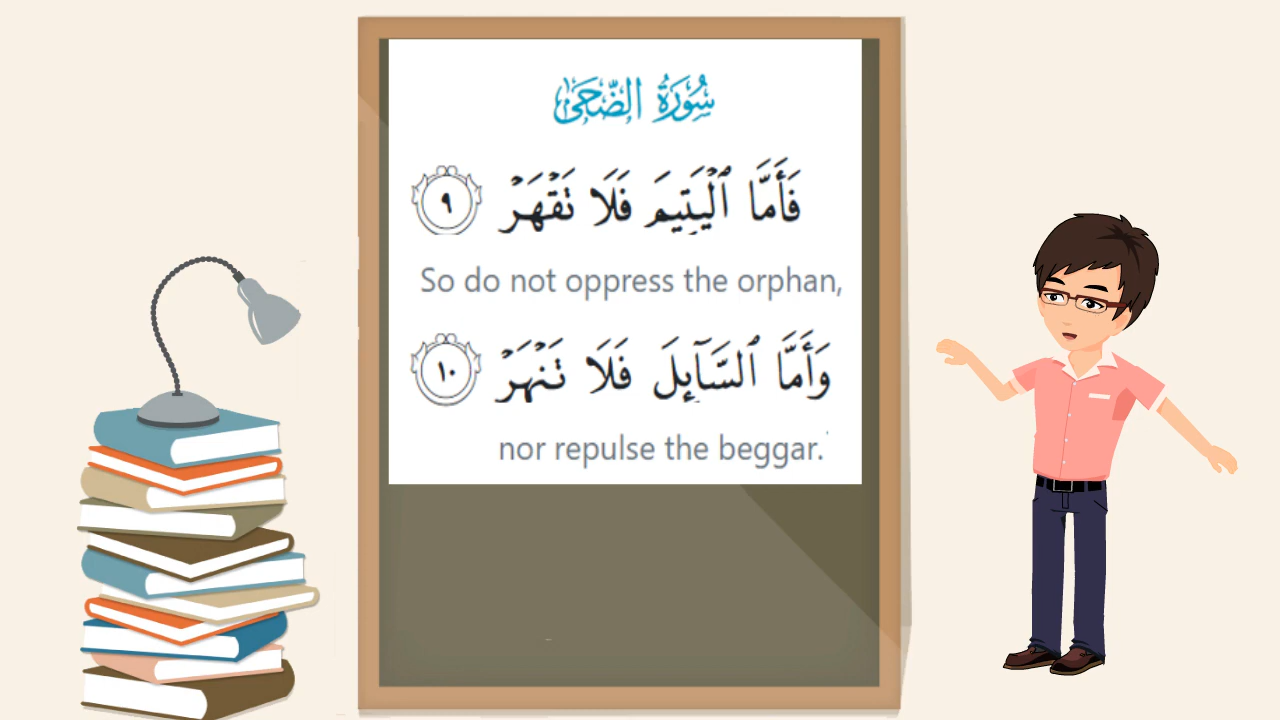 سُورَةُ الضُّحَىٰ
فَأَمَّا ٱلْيَتِيمَ فَلَا تَقْهَرْ ٩
So do not oppress the orphan,
وَأَمَّا ٱلسَّآئِلَ فَلَا تَنْهَرْ ١٠
nor repulse the beggar.